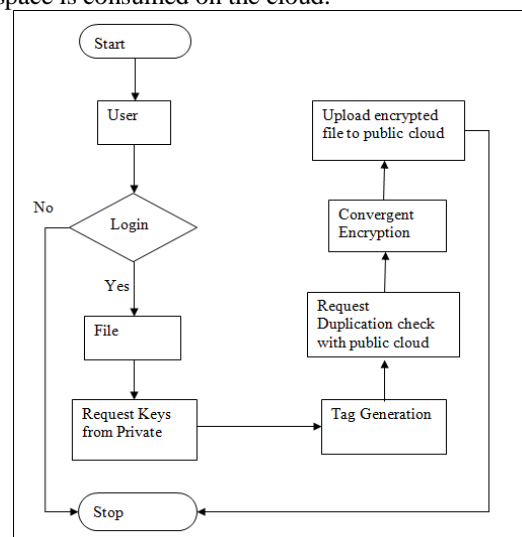 space is consumed on the cloud.
Start
User
No
Login
Yes
File
Request Keys
from Private
Tag Generation
Request
Duplication check
with public cloud
Convergent
Encryption
Upload encrypted
file to public cloud
Stop